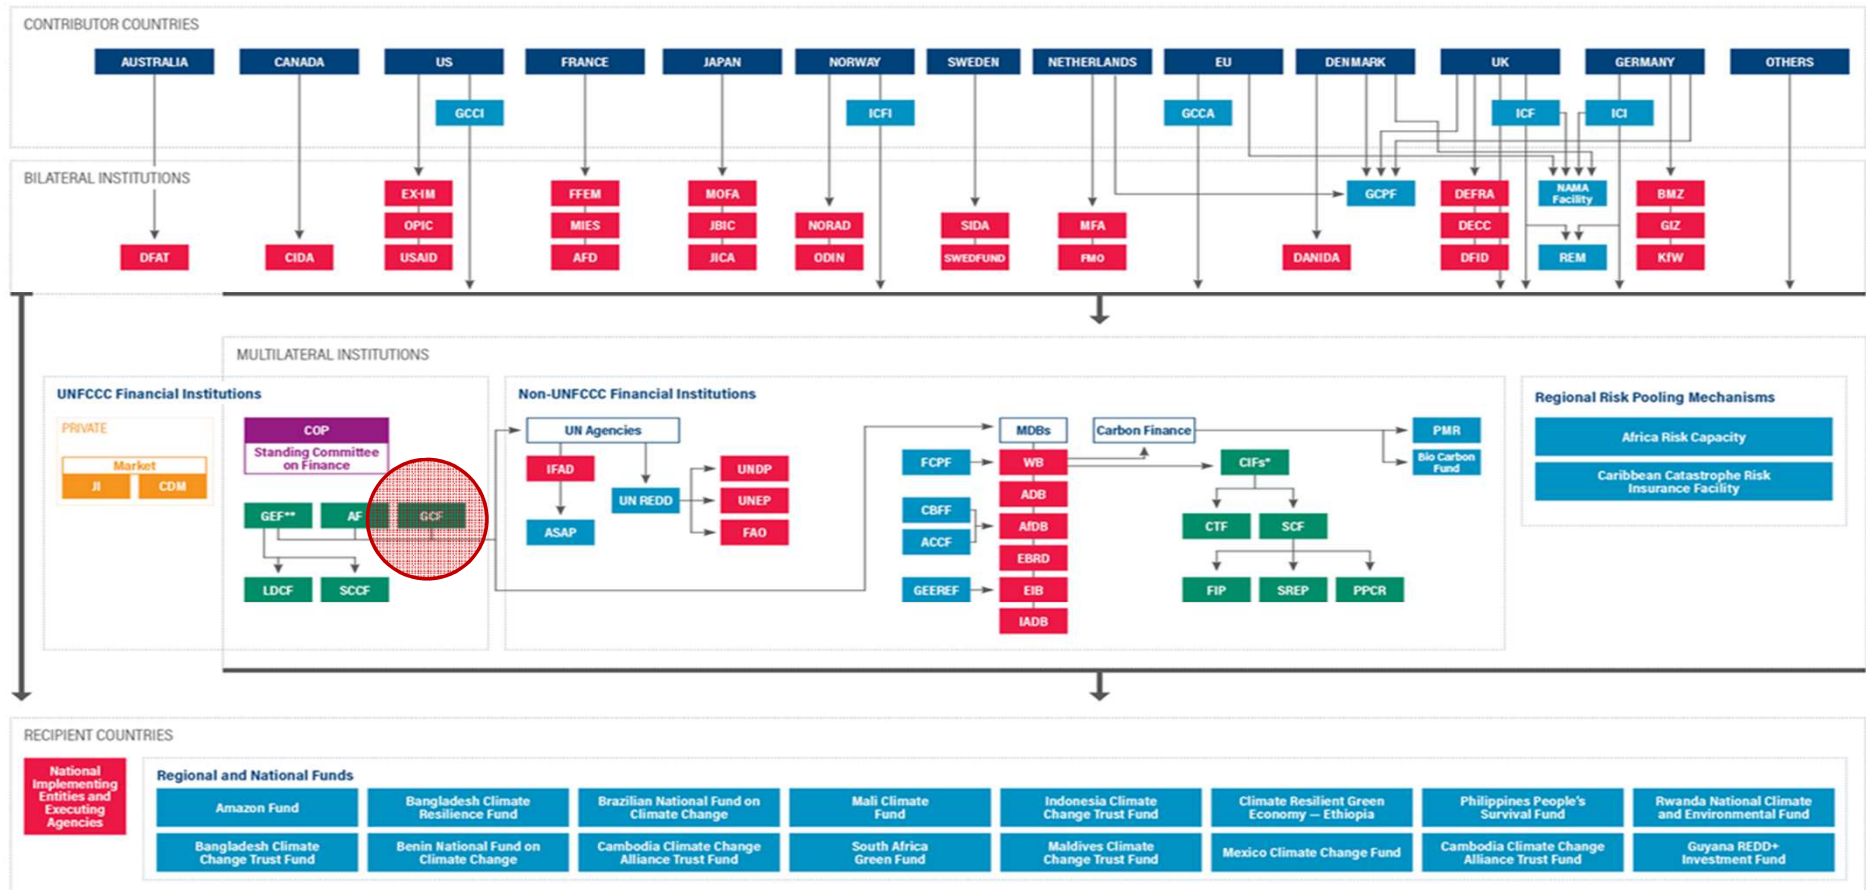 CONTRIBUTOR COUNTRIES
AUSTRALIA
CANADA
US
FRANCE
JAPAN
NORWAY
SWEDEN
NETHERLANDS
EU
DENMARK
UK
GERMANY
OTHERS
GCCI
ICFI
GCCA
ICF
ICI
BILATERAL INSTITUTIONS
EX-IM
FFEM
MOFA
GCPF
DEFRA
NAMA
Facility
BMZ
OPIC
MIES
JBIC
NORAD
SIDA
MFA
DECC
GIZ
DFAT
CIDA
USAID
AFD
JICA
ODIN
SWEDFUND
FMO
DANIDA
DFID
REM
KfW
MULTILATERAL INSTITUTIONS
UNFCCC Financial Institutions
PRIVATE
Market
JI
CDM
COP
Standing Committee
on Finance
GEF**
AF
GCF
LDCF
SCCF
Non-UNFCCC Financial Institutions
UN Agencies
IFAD
ASAP
UN REDD
UNDP
UNEP
FAO
MDBs
Carbon Finance
PMR
Bio Carbon
Fund
FCPF
WB
CIFs*
ADB
CBFF
AfDB
ACCF
CTF
SCF
EBRD
GEEREF
EIB
FIP
SREP
PPCR
IADB
Regional Risk Pooling Mechanisms
Africa Risk Capacity
Caribbean Catastrophe Risk
Insurance Facility
RECIPIENT COUNTRIES
National
Implementing
Entities and
Executing
Agencies
Regional and National Funds
Amazon Fund
Bangladesh Climate
Resilience Fund
Brazilian National Fund on
Climate Change
Mali Climate
Fund
Indonesia Climate
Change Trust Fund
Climate Resilient Green
Economy — Ethiopia
Philippines People's
Survival Fund
Rwanda National Climate
and Environmental Fund
Bangladesh Climate
Change Trust Fund
Benin National Fund on
Climate Change
Cambodia Climate Change
Alliance Trust Fund
South Africa
Green Fund
Maldives Climate
Change Trust Fund
Mexico Climate Change Fund
Cambodia Climate Change
Alliance Trust Fund
Guyana REDD+
Investment Fund